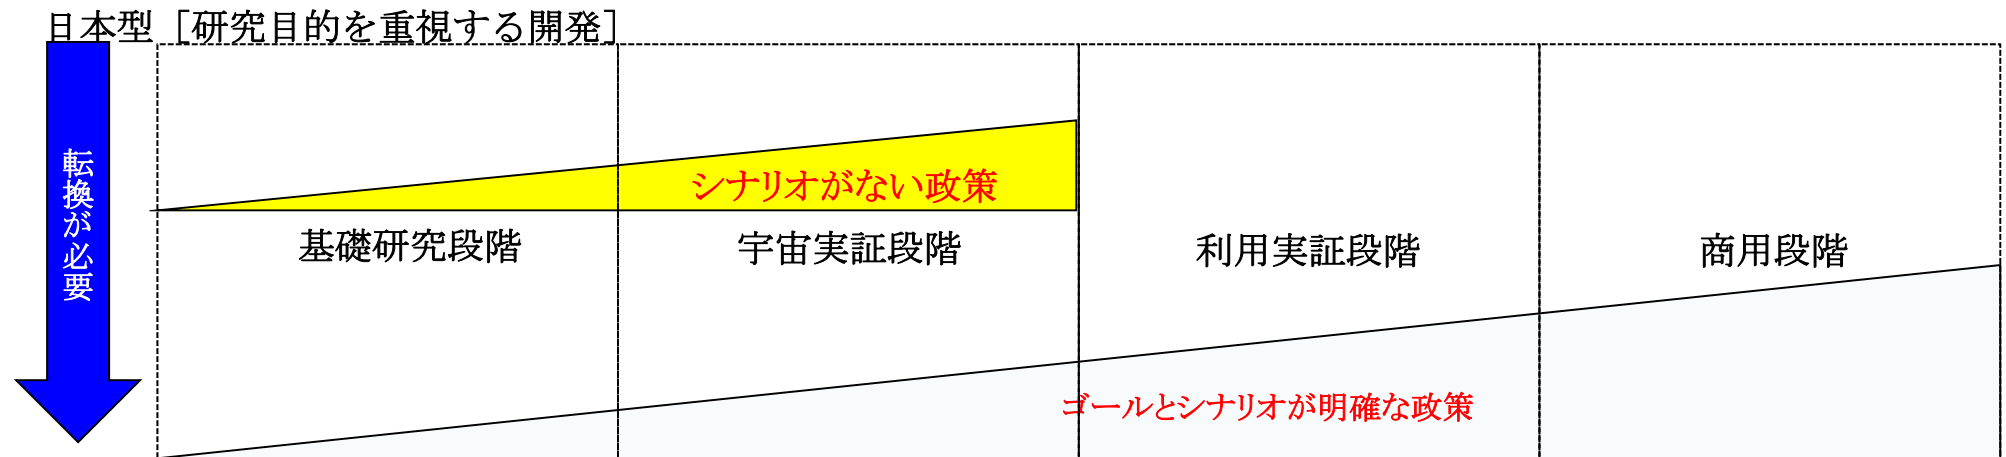 日本型［研究目的を重視する開発］
転換が必要
シナリオがない政策
基礎研究段階
宇宙実証段階
利用実証段階
商用段階
ゴールとシナリオが明確な政策